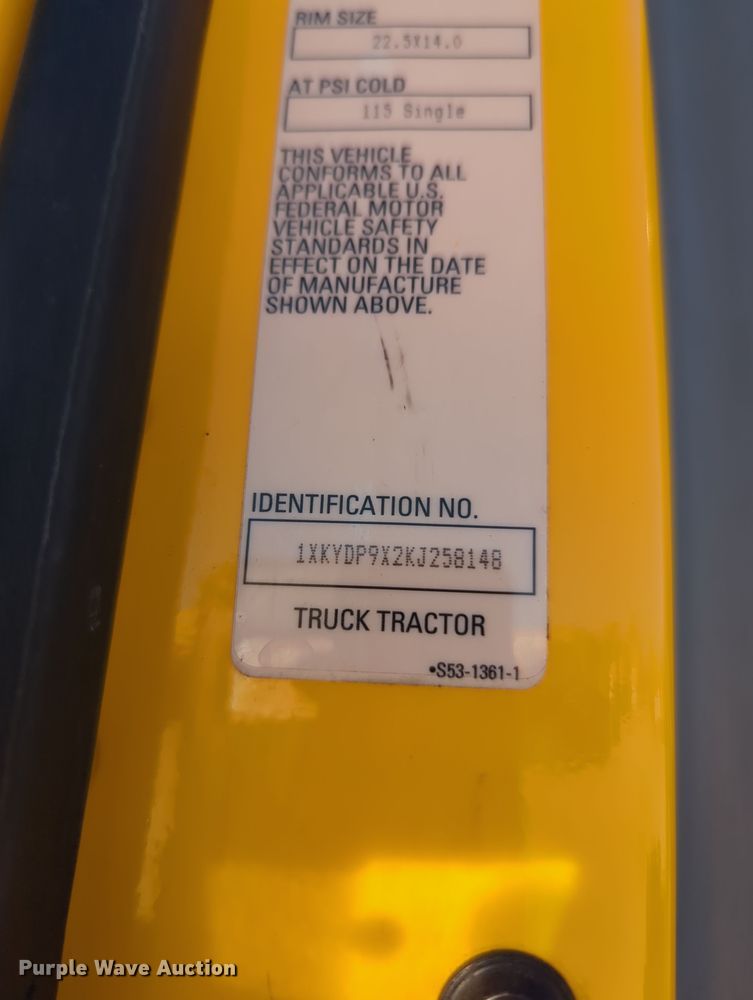 RIM SIZE
22.5X14.0
AT PSI COLD
115 Single
THIS VEHICLE
CONFORMS TO ALL
APPLICABLE U.S.
FEDERAL MOTOR
VEHICLE SAFETY
STANDARDS IN
EFFECT ON THE DATE
OF MANUFACTURE
SHOWN ABOVE.
IDENTIFICATION NO.
1XKYDP9X2KJ258148
TRUCK TRACTOR
•S53-1361-1
Purple Wave Auction